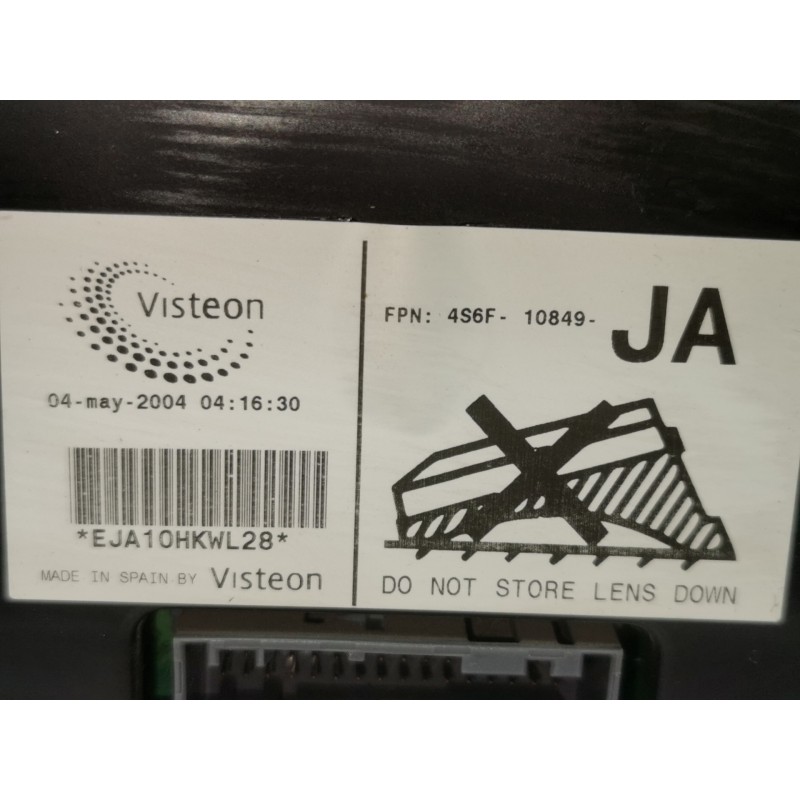 Visteon
04-may-2004 04:16:30
*EJA10HKWL28*
MADE IN SPAIN BY Visteon
FPN: 4S6F- 10849- JA
DO NOT STORE LENS DOWN